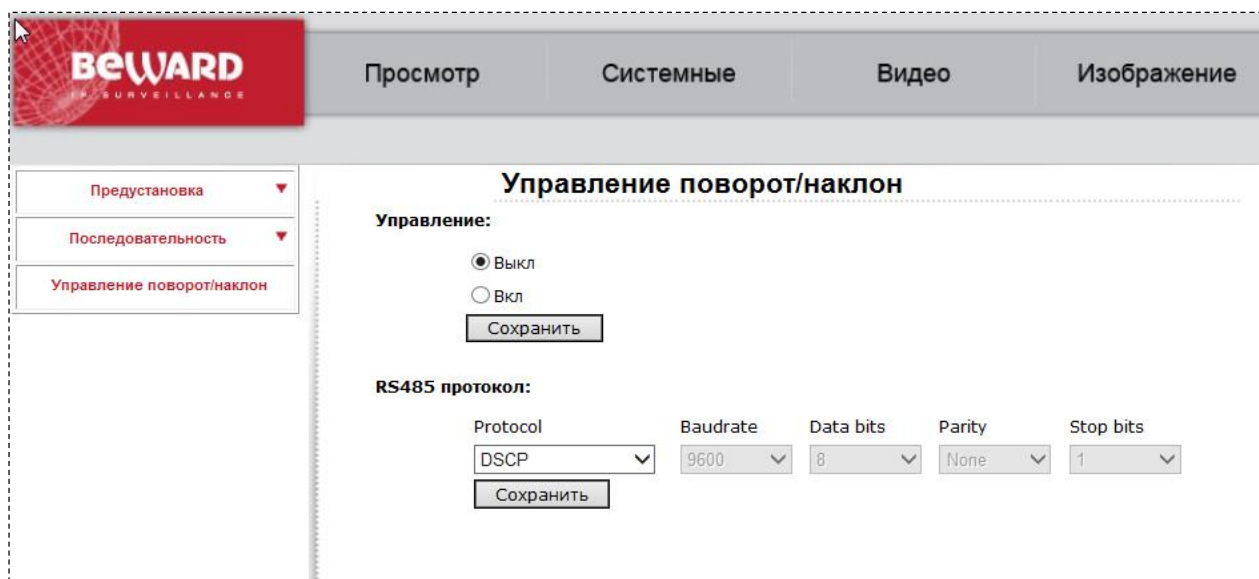 BEWARD
IP SURVEILLANCE
Просмотр Системные Видео Изображение
Предустановка
Последовательность
Управление поворот/наклон
Управление поворот/наклон
Управление:
Выкл
Вкл
Сохранить
RS485 протокол:
Protocol Baudrate Data bits Parity Stop bits
DSCP 9600 8 None 1
Сохранить